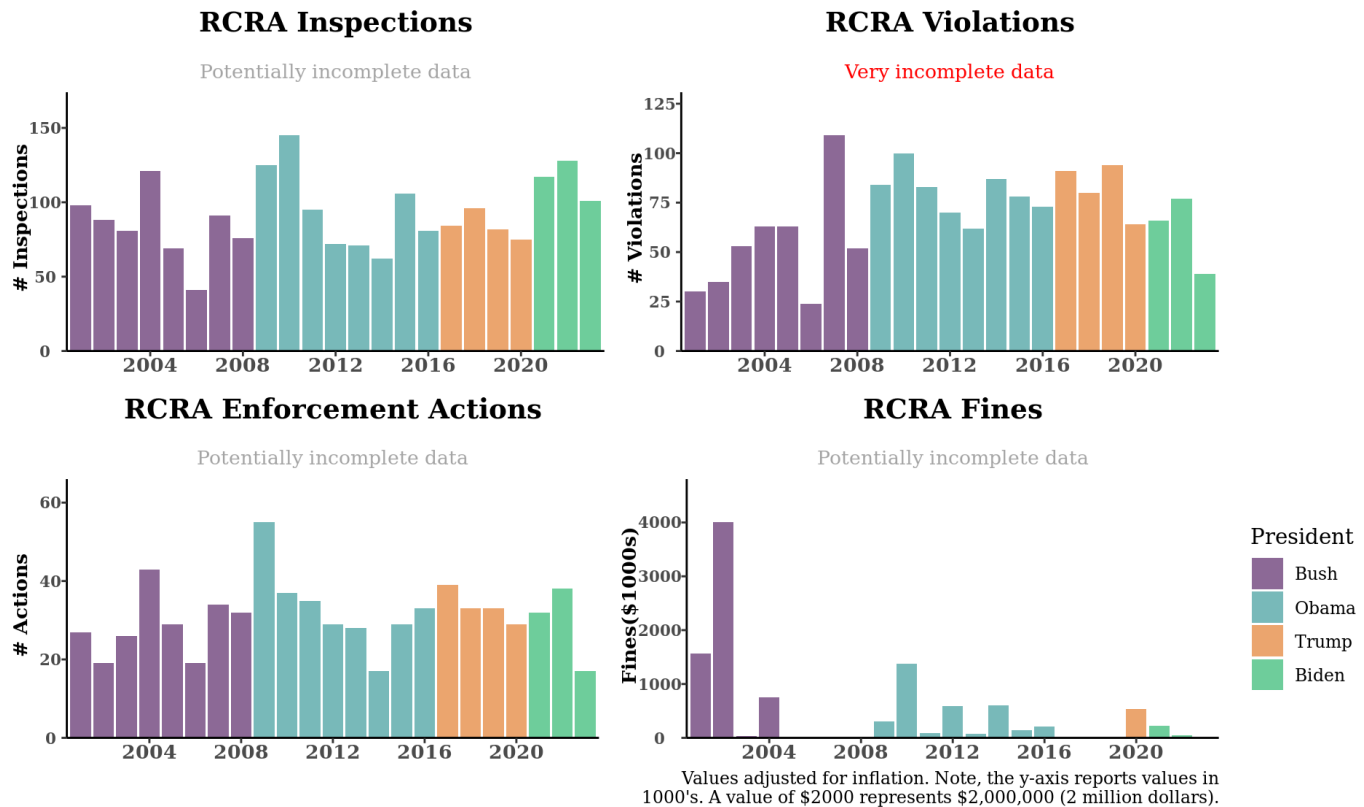 RCRA Inspections
Potentially incomplete data
# Inspections
150
100
50
0
2004 2008 2012 2016 2020
RCRA Violations
Very incomplete data
# Violations
125
100
75
50
25
0
2004 2008 2012 2016 2020
RCRA Enforcement Actions
Potentially incomplete data
# Actions
60
40
20
0
2004 2008 2012 2016 2020
RCRA Fines
Potentially incomplete data
Fines($1000s)
4000
3000
2000
1000
0
2004 2008 2012 2016 2020
Values adjusted for inflation. Note, the y-axis reports values in
1000's. A value of $2000 represents $2,000,000 (2 million dollars).
President
Bush
Obama
Trump
Biden